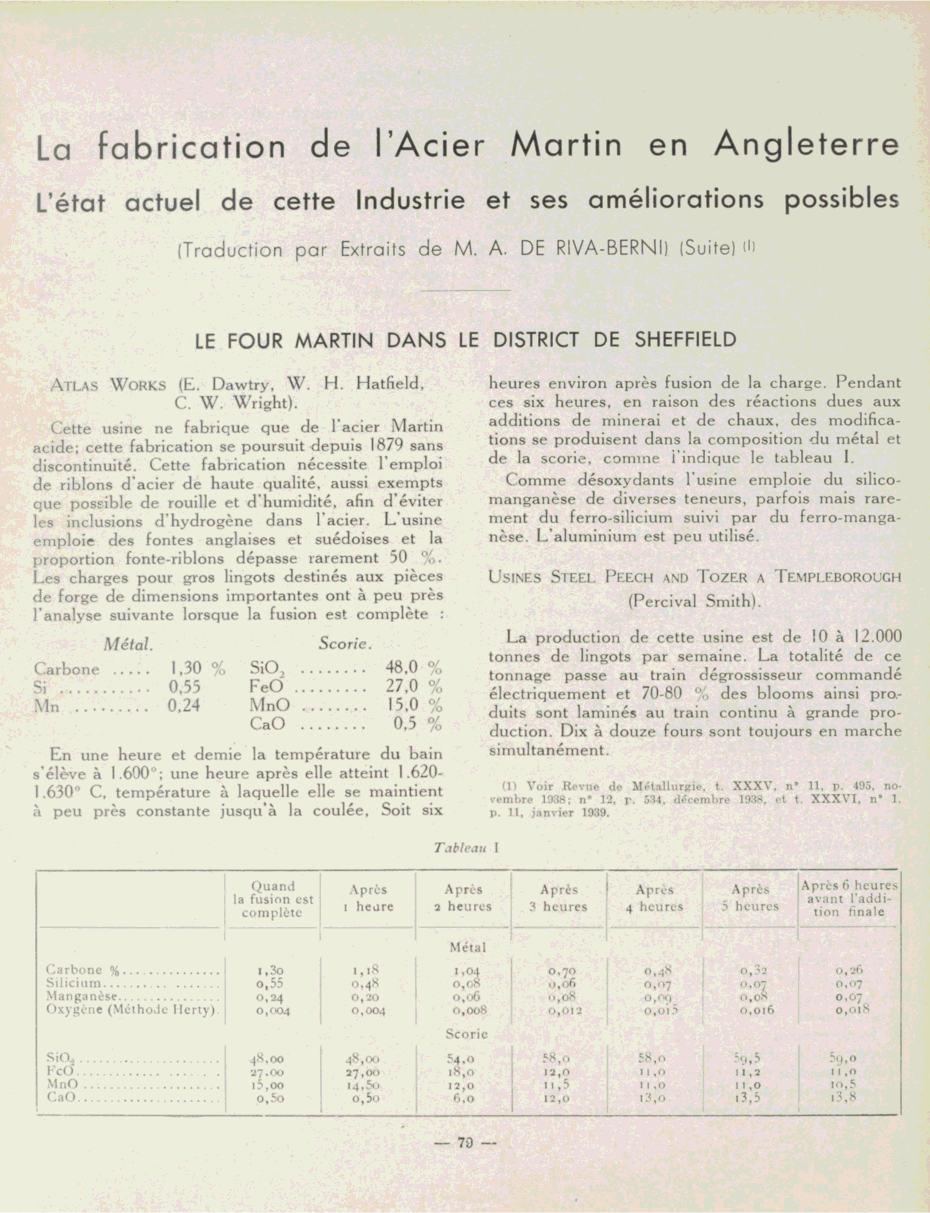 La fabrication de l'Acier Martin en Angleterre
L'état actuel de cette Industrie et ses améliorations possibles
(Traduction par Extraits de M. A. DE RIVA-BERNI) (Suite) (1)
LE FOUR MARTIN DANS LE DISTRICT DE SHEFFIELD
ATLAS WORKS (E. Dawtry, W. H. Hatfield,
C. W. Wright).
Cette usine ne fabrique que de l'acier Martin
acide; cette fabrication se poursuit depuis 1879 sans
discontinuité. Cette fabrication nécessite l'emploi
de riblons d'acier de haute qualité, aussi exempts
que possible de rouille et d'humidité, afin d'éviter
les inclusions d'hydrogène dans l'acier. L'usine
emploie des fontes anglaises et suédoises et la
proportion fonte-riblons dépasse rarement 50 %.
Les charges pour gros lingots destinés aux pièces
de forge de dimensions importantes ont à peu près
l'analyse suivante lorsque la fusion est complète :
Métal. Scorie.
Carbone ..... 1,30 % SiO₂ ........ 48,0 %
Si ........... 0,55 FeO ......... 27,0 %
Mn ......... 0,24 MnO ........ 15,0 %
CaO ........ 0,5 %
En une heure et demie la température du bain
s'élève à 1.600°; une heure après elle atteint 1.620-
1.630° C, température à laquelle elle se maintient
à peu près constante jusqu'à la coulée, Soit six
heures environ après fusion de la charge. Pendant
ces six heures, en raison des réactions dues aux
additions de minerai et de chaux, des modifica-
tions se produisent dans la composition du métal et
de la scorie, comme l'indique le tableau I.
Comme désoxydants l'usine emploie du silico-
manganèse de diverses teneurs, parfois mais rare-
ment du ferro-silicium suivi par du ferro-manga-
nèse. L'aluminium est peu utilisé.
USINES STEEL PEECH AND TOZER A TEMPLEBOROUGH
(Percival Smith).
La production de cette usine est de 10 à 12.000
tonnes de lingots par semaine. La totalité de ce
tonnage passe au train dégrossisseur commandé
électriquement et 70-80 % des blooms ainsi pro-
duits sont laminés au train continu à grande pro-
duction. Dix à douze fours sont toujours en marche
simultanément.
(1) Voir Revue de Métallurgie, t. XXXV, n° 11, p. 495, no-
vembre 1938; n° 12, p. 534, décembre 1938, et t. XXXVI, n° 1,
p. 11, janvier 1939.
Tableau I
Quand la fusion est complète Après 1 heure Après 2 heures Après 3 heures Après 4 heures Après 5 heures Après 6 heures avant l'addi-tion finale
Métal
Carbone %............... 1,30 1,18 1,04 0,70 0,48 0,32 0,26
Silicium.................. 0,55 0,48 0,08 0,06 0,07 0,07 0,07
Manganèse................ 0,24 0,20 0,06 0,08 0,09 0,08 0,07
Oxygène (Méthode Herty). 0,004 0,004 0,008 0,012 0,015 0,016 0,018
Scorie
SiO₂ ..................... 48,00 48,00 54,0 58,0 58,0 59,5 59,0
FeO...................... 27,00 27,00 18,0 12,0 11,0 11,2 11,0
MnO ..................... 15,00 14,50 12,0 11,5 11,0 11,0 10,5
CaO...................... 0,50 0,50 6,0 12,0 13,0 13,5 13,8
— 79 —